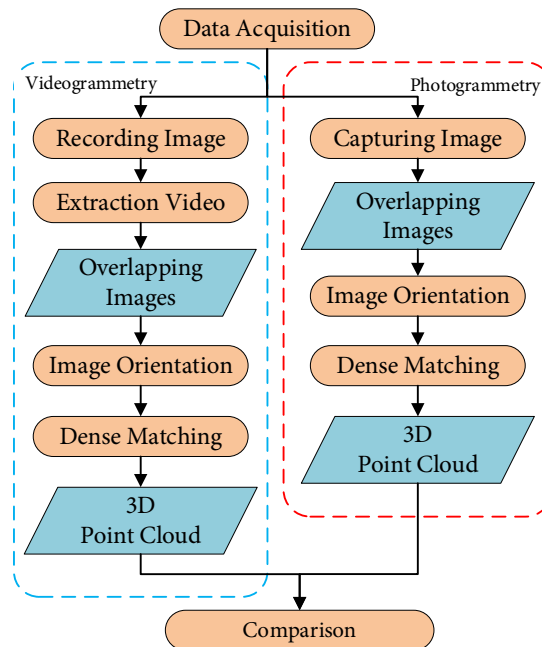 Data Acquisition
Videogrammetry
Recording Image
Extraction Video
Overlapping
Images
Image Orientation
Dense Matching
3D
Point Cloud
Photogrammetry
Capturing Image
Overlapping
Images
Image Orientation
Dense Matching
3D
Point Cloud
Comparison